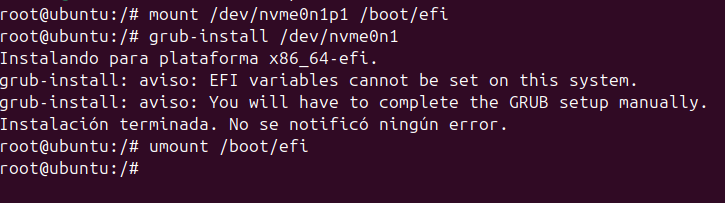 root@ubuntu:/# mount /dev/nvme0n1p1 /boot/efi
root@ubuntu:/# grub-install /dev/nvme0n1
Instalando para plataforma x86_64-efi.
grub-install: aviso: EFI variables cannot be set on this system.
grub-install: aviso: You will have to complete the GRUB setup manually.
Instalación terminada. No se notificó ningún error.
root@ubuntu:/# umount /boot/efi
root@ubuntu:/#